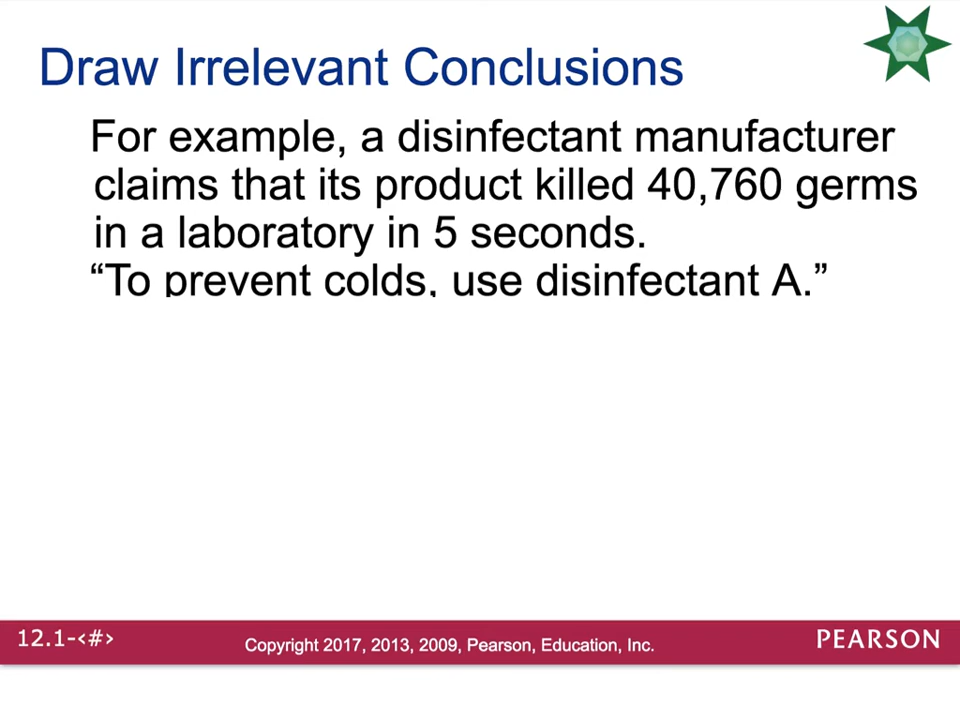 Draw Irrelevant Conclusions
For example, a disinfectant manufacturer
claims that its product killed 40,760 germs
in a laboratory in 5 seconds.
“To prevent colds, use disinfectant A.”
12.1-‹#›
Copyright 2017, 2013, 2009, Pearson, Education, Inc.
PEARSON